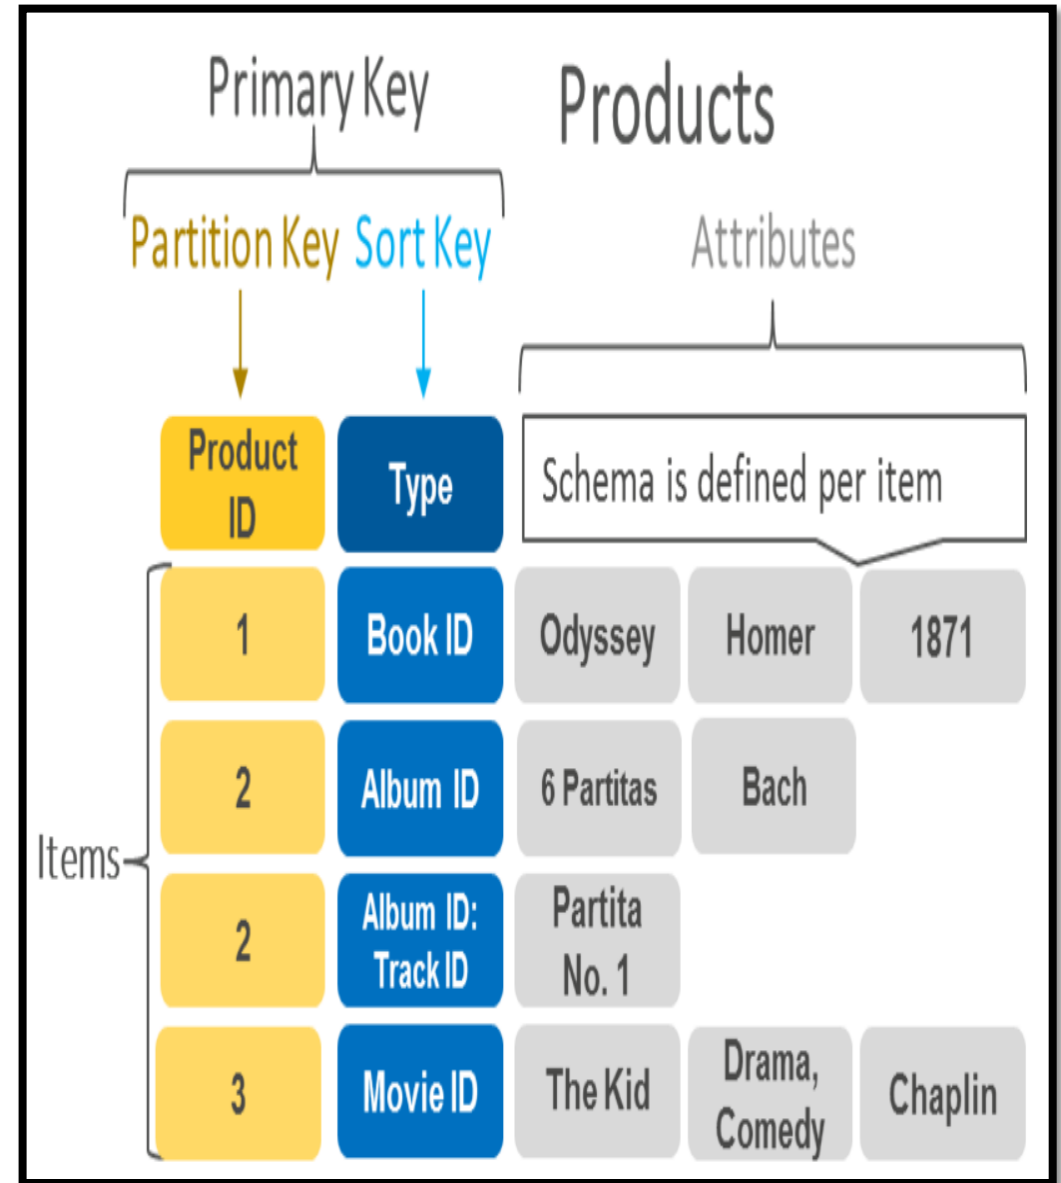 Primary Key
Products
Partition Key
Sort Key
Attributes
Product
ID
Type
Schema is defined per item
Items
1
Book ID
Odyssey
Homer
1871
2
Album ID
6 Partitas
Bach
2
Album ID:
Track ID
Partita
No. 1
3
Movie ID
The Kid
Drama,
Comedy
Chaplin